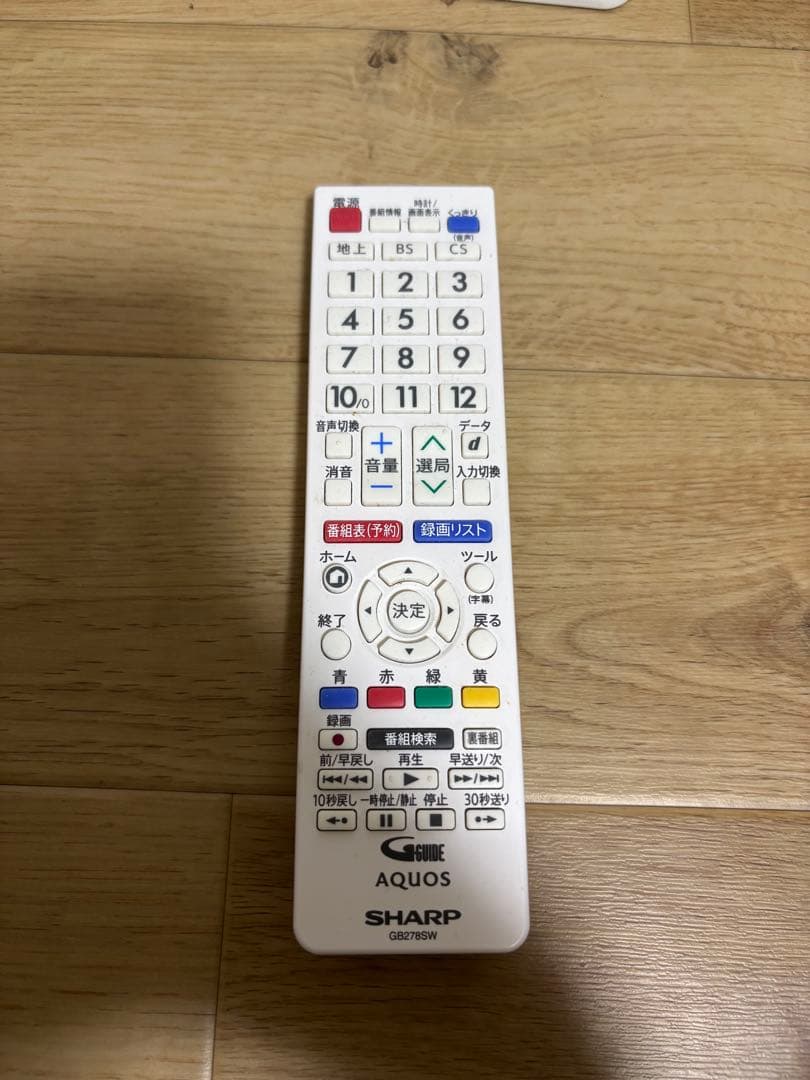 電源
番組情報
時計/
画面表示
くっきり
(音声)
地上 BS CS
1 2 3
4 5 6
7 8 9
10/0 11 12
音声切換
データ
d
+
音量
−
選局
消音
入力切換
番組表(予約) 録画リスト
ホーム
ツール
(字幕)
決定
終了
戻る
青 赤 緑 黄
録画
番組検索 裏番組
前/早戻し 再生 早送り/次
10秒戻し 一時停止/静止 停止 30秒送り
G-GUIDE
AQUOS
SHARP
GB278SW